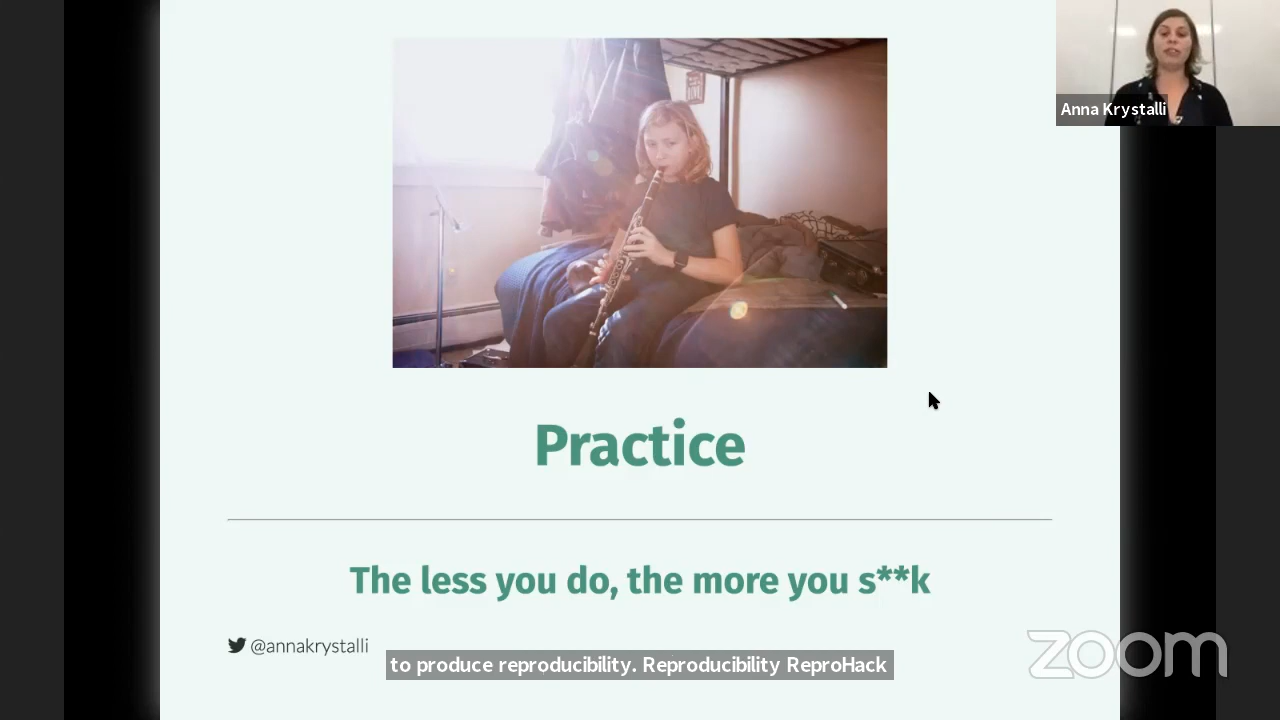 Anna Krystalli
Practice
The less you do, the more you s**k
@annakrystalli
to produce reproducibility. Reproducibility ReproHack
zoom